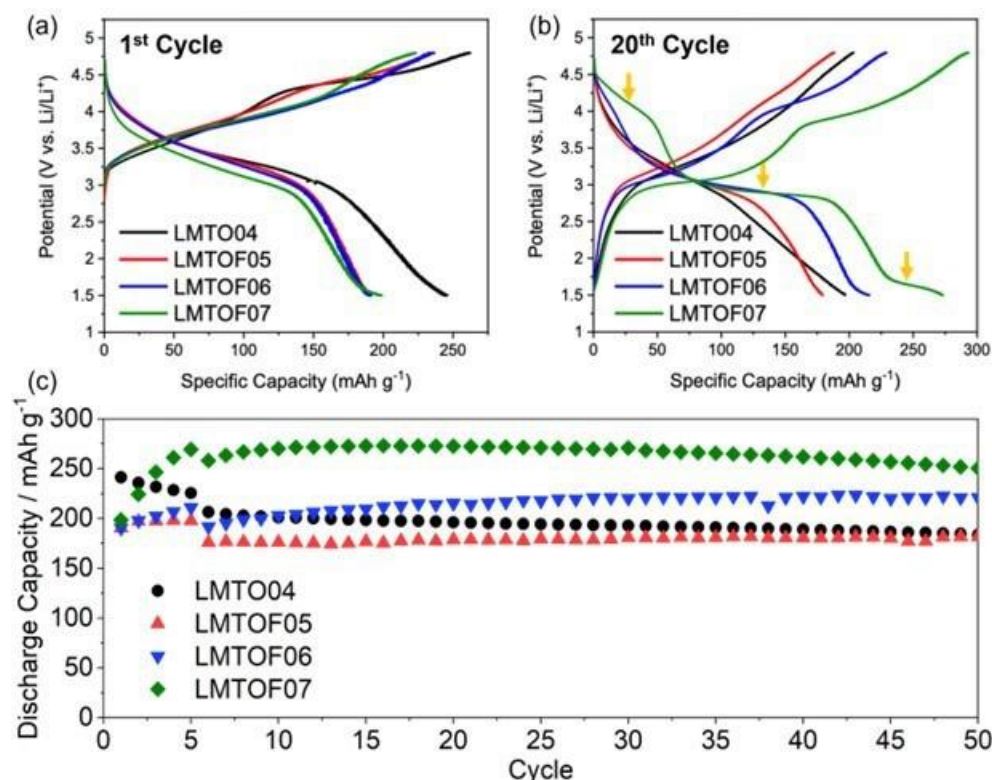 (a)
1st Cycle
5
4.5
4
3.5
3
2.5
2
1.5
1
Potential (V vs. Li/Li+)
LMTO04
LMTOF05
LMTOF06
LMTOF07
0 50 100 150 200 250
Specific Capacity (mAh g-1)
(b)
20th Cycle
5
4.5
4
3.5
3
2.5
2
1.5
1
Potential (V vs. Li/Li+)
LMTO04
LMTOF05
LMTOF06
LMTOF07
0 50 100 150 200 250 300
Specific Capacity (mAh g-1)
(c)
300
250
200
150
100
50
0
Discharge Capacity / mAh g-1
LMTO04
LMTOF05
LMTOF06
LMTOF07
0 5 10 15 20 25 30 35 40 45 50
Cycle